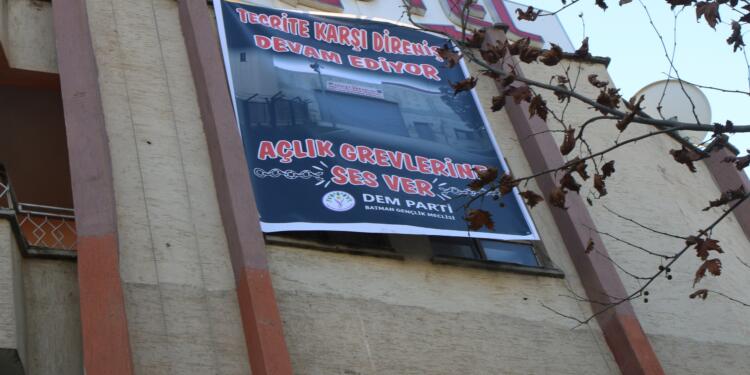 TECRİTE KARŞI DİRENİŞ
DEVAM EDİYOR
AÇLIK GREVLERİNE
SES VER
DEM PARTİ
BATMAN GENÇLİK MECLİSİ